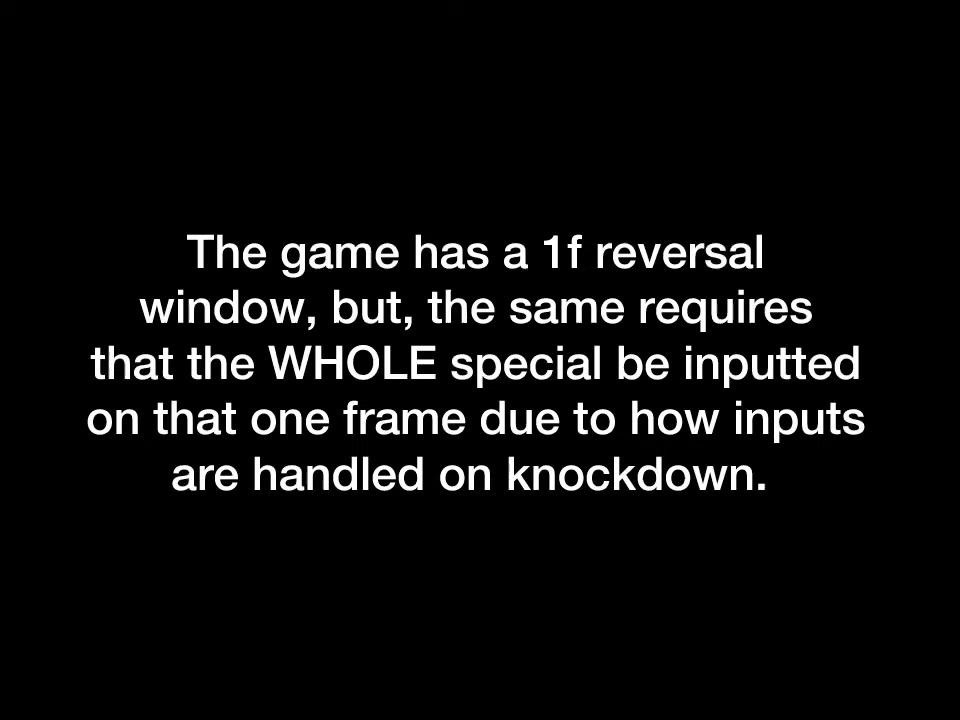 The game has a 1f reversal
window, but, the same requires
that the WHOLE special be inputted
on that one frame due to how inputs
are handled on knockdown.